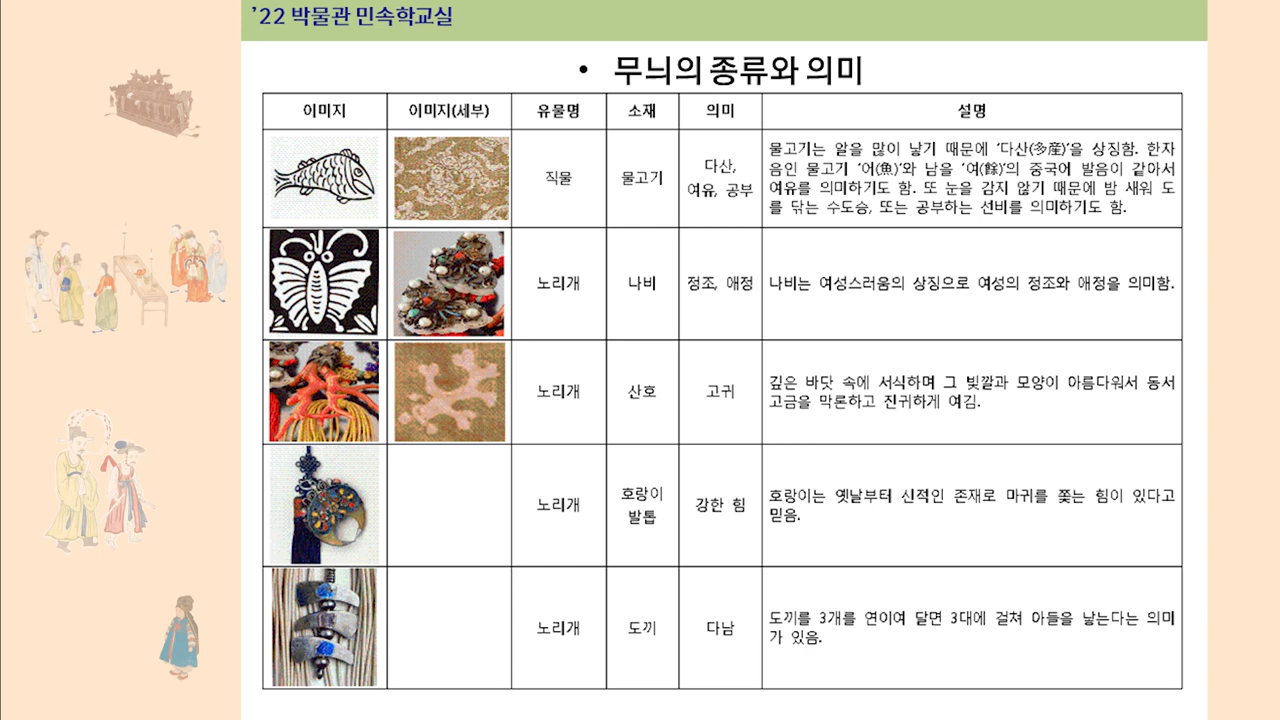 ’22 박물관 민속학교실
• 무늬의 종류와 의미
이미지 이미지(세부) 유물명 소재 의미 설명
직물 물고기 다산,
여유, 공부
물고기는 알을 많이 낳기 때문에 ‘다산(多産)’을 상징함. 한자
음인 물고기 ‘어(魚)’와 남을 ‘여(餘)’의 중국어 발음이 같아서
여유를 의미하기도 함. 또 눈을 감지 않기 때문에 밤 새워 도
를 닦는 수도승, 또는 공부하는 선비를 의미하기도 함.
노리개 나비 정조, 애정 나비는 여성스러움의 상징으로 여성의 정조와 애정을 의미함.
노리개 산호 고귀
깊은 바닷 속에 서식하며 그 빛깔과 모양이 아름다워서 동서
고금을 막론하고 진귀하게 여김.
노리개 호랑이
발톱
강한 힘
호랑이는 옛날부터 신적인 존재로 마귀를 쫓는 힘이 있다고
믿음.
노리개 도끼 다남
도끼를 3개를 연이여 달면 3대에 걸쳐 아들을 낳는다는 의미
가 있음.